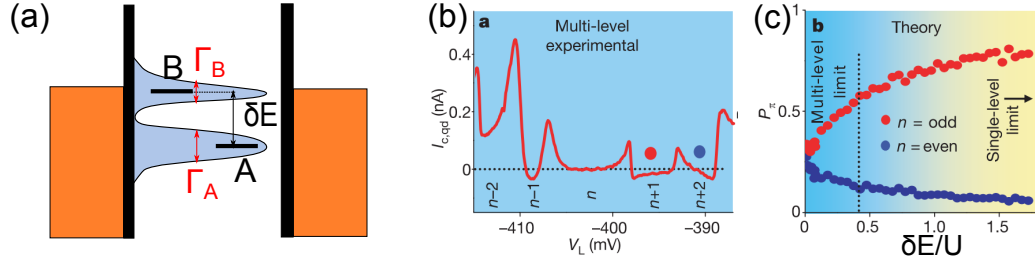 (a)
B
Γ_B
δE
Γ_A
A
(b)
a
Multi-level
experimental
I_c,qd (nA)
0.4
0.2
0
n–2
n–1
n
n+1
n+2
–410
–400
–390
V_L (mV)
(c)
b
Theory
P_π
1
0.5
0
Multi-level
limit
n = odd
n = even
Single-level
limit
0
0.5
1.0
1.5
δE/U